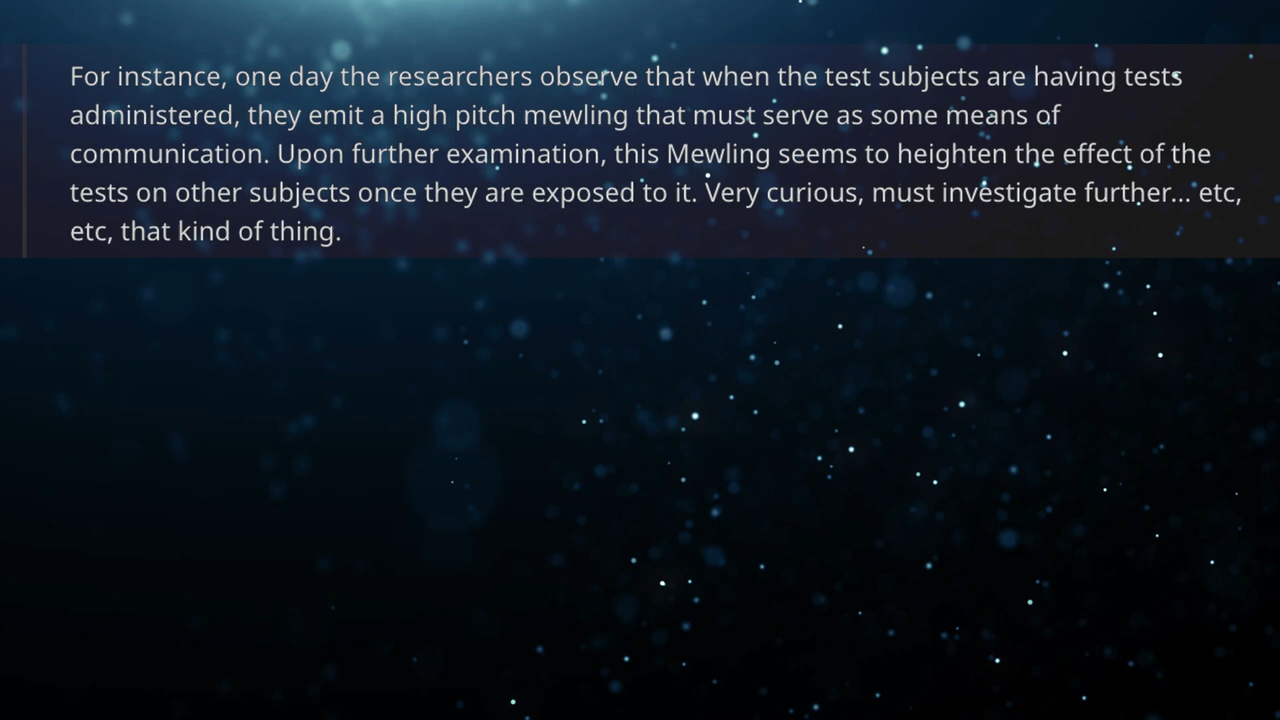 For instance, one day the researchers observe that when the test subjects are having tests
administered, they emit a high pitch mewling that must serve as some means of
communication. Upon further examination, this Mewling seems to heighten the effect of the
tests on other subjects once they are exposed to it. Very curious, must investigate further... etc,
etc, that kind of thing.